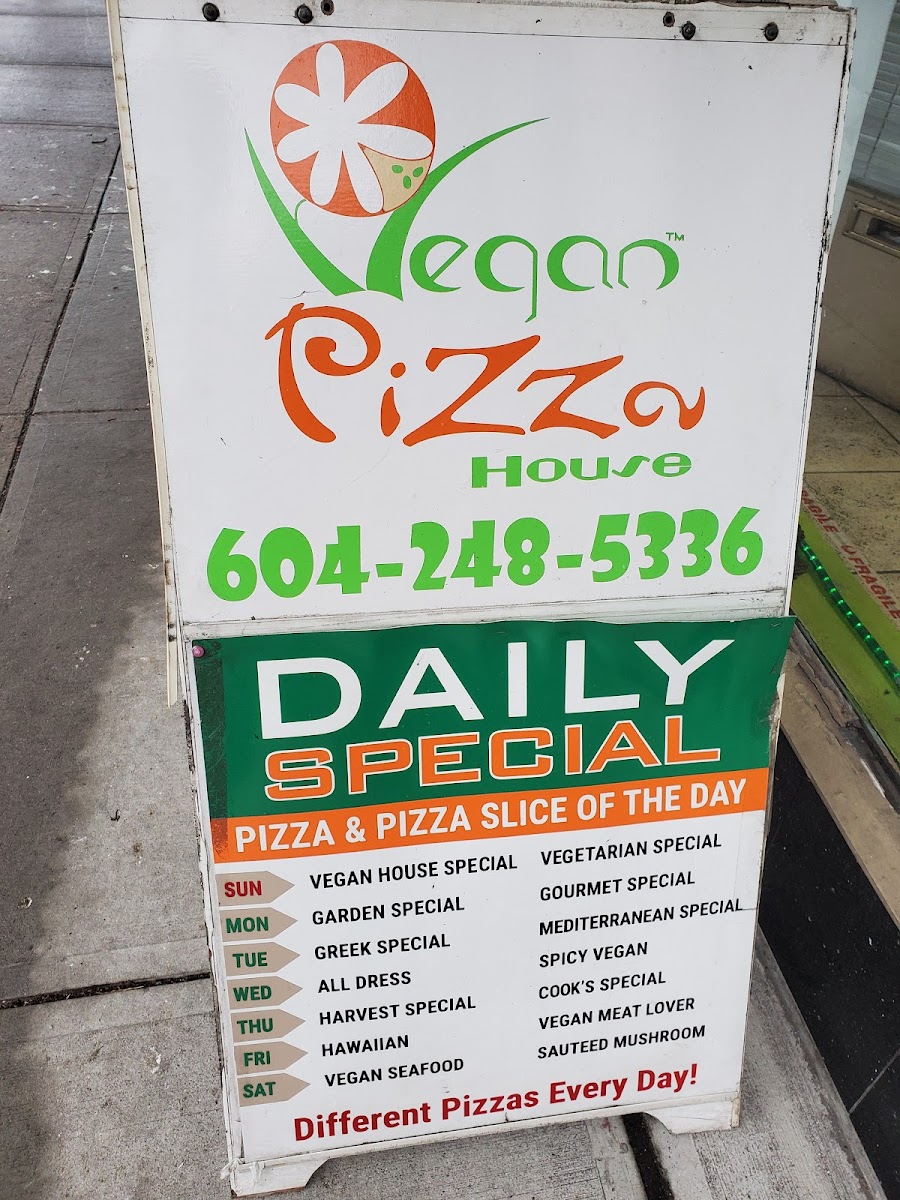 Vegan™
Pizza
House
604-248-5336
DAILY
SPECIAL
PIZZA & PIZZA SLICE OF THE DAY
SUN VEGAN HOUSE SPECIAL VEGETARIAN SPECIAL
MON GARDEN SPECIAL GOURMET SPECIAL
TUE GREEK SPECIAL MEDITERRANEAN SPECIAL
WED ALL DRESS SPICY VEGAN
THU HARVEST SPECIAL COOK'S SPECIAL
FRI HAWAIIAN VEGAN MEAT LOVER
SAT VEGAN SEAFOOD SAUTEED MUSHROOM
Different Pizzas Every Day!
FRAGILE